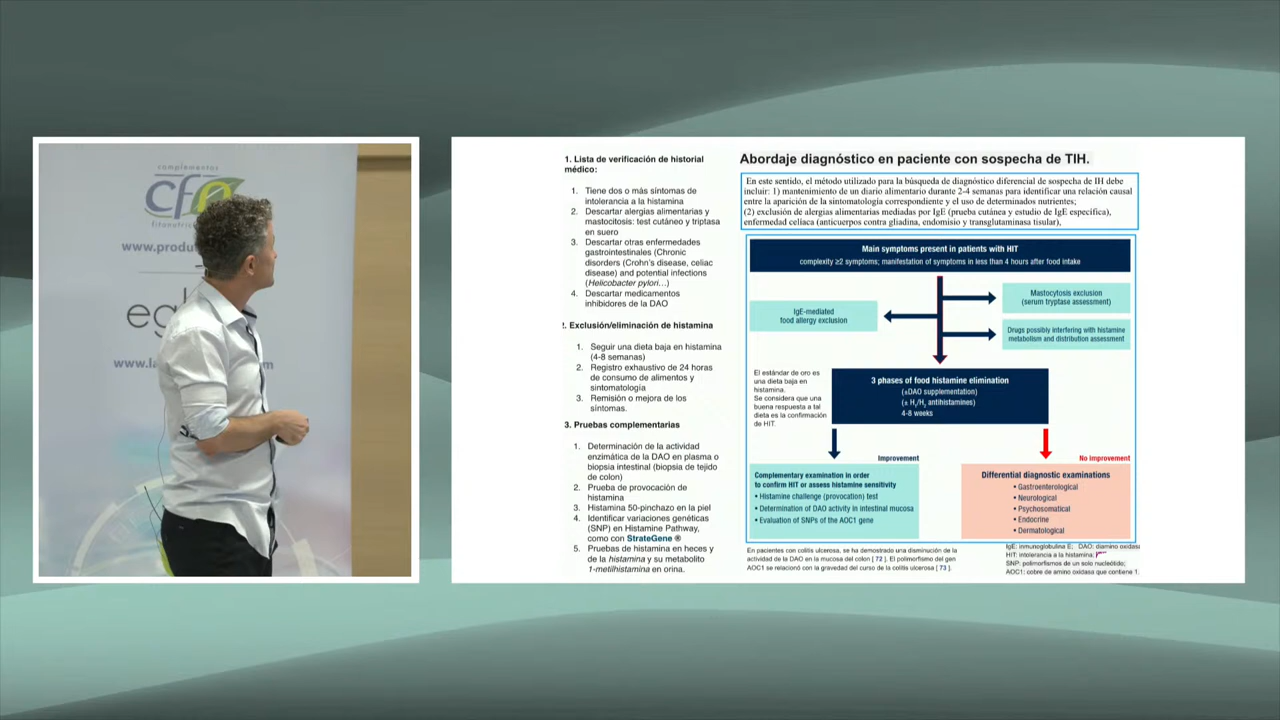 complementos
cfn
fitonutric
www.produ
eg
www.la
m
1. Lista de verificación de historial
médico:
1. Tiene dos o más síntomas de
intolerancia a la histamina
2. Descartar alergias alimentarias y
mastocitosis: test cutáneo y triptasa
en suero
3. Descartar otras enfermedades
gastrointestinales (Chronic
disorders (Crohn's disease, celiac
disease) and potential infections
(Helicobacter pylori...)
4. Descartar medicamentos
inhibidores de la DAO
. Exclusión/eliminación de histamina
1. Seguir una dieta baja en histamina
(4-8 semanas)
2. Registro exhaustivo de 24 horas
de consumo de alimentos y
sintomatología
3. Remisión o mejora de los
síntomas.
3. Pruebas complementarias
1. Determinación de la actividad
enzimática de la DAO en plasma o
biopsia intestinal (biopsia de tejido
de colon)
2. Prueba de provocación de
histamina
3. Histamina 50-pinchazo en la piel
4. Identificar variaciones genéticas
(SNP) en Histamine Pathway,
como con StrateGene ®
5. Pruebas de histamina en heces y
de la histamina y su metabolito
1-metilhistamina en orina.
Abordaje diagnóstico en paciente con sospecha de TIH.
En este sentido, el método utilizado para la búsqueda de diagnóstico diferencial de sospecha de IH debe
incluir: 1) mantenimiento de un diario alimentario durante 2-4 semanas para identificar una relación causal
entre la aparición de la sintomatología correspondiente y el uso de determinados nutrientes;
(2) exclusión de alergias alimentarias mediadas por IgE (prueba cutánea y estudio de IgE específica),
enfermedad celíaca (anticuerpos contra gliadina, endomisio y transglutaminasa tisular),
Main symptoms present in patients with HIT
complexity ≥2 symptoms; manifestation of symptoms in less than 4 hours after food intake
IgE-mediated
food allergy exclusion
Mastocytosis exclusion
(serum tryptase assessment)
Drugs possibly interfering with histamine
metabolism and distribution assessment
El estándar de oro es
una dieta baja en
histamina.
Se considera que una
buena respuesta a tal
dieta es la confirmación
de HIT.
3 phases of food histamine elimination
(±DAO supplementation)
(± H₁/H₂ antihistamines)
4-8 weeks
Improvement
No improvement
Complementary examination in order
to confirm HIT or assess histamine sensitivity
• Histamine challenge (provocation) test
• Determination of DAO activity in intestinal mucosa
• Evaluation of SNPs of the AOC1 gene
Differential diagnostic examinations
• Gastroenterological
• Neurological
• Psychosomatical
• Endocrine
• Dermatological
En pacientes con colitis ulcerosa, se ha demostrado una disminución de la
actividad de la DAO en la mucosa del colon [ 72 ]. El polimorfismo del gen
AOC1 se relacionó con la gravedad del curso de la colitis ulcerosa [ 73 ].
IgE: inmunoglobulina E; DAO: diamino oxidasa
HIT: intolerancia a la histamina;
SNP: polimorfismos de un solo nucleótido;
AOC1: cobre de amino oxidasa que contiene 1.